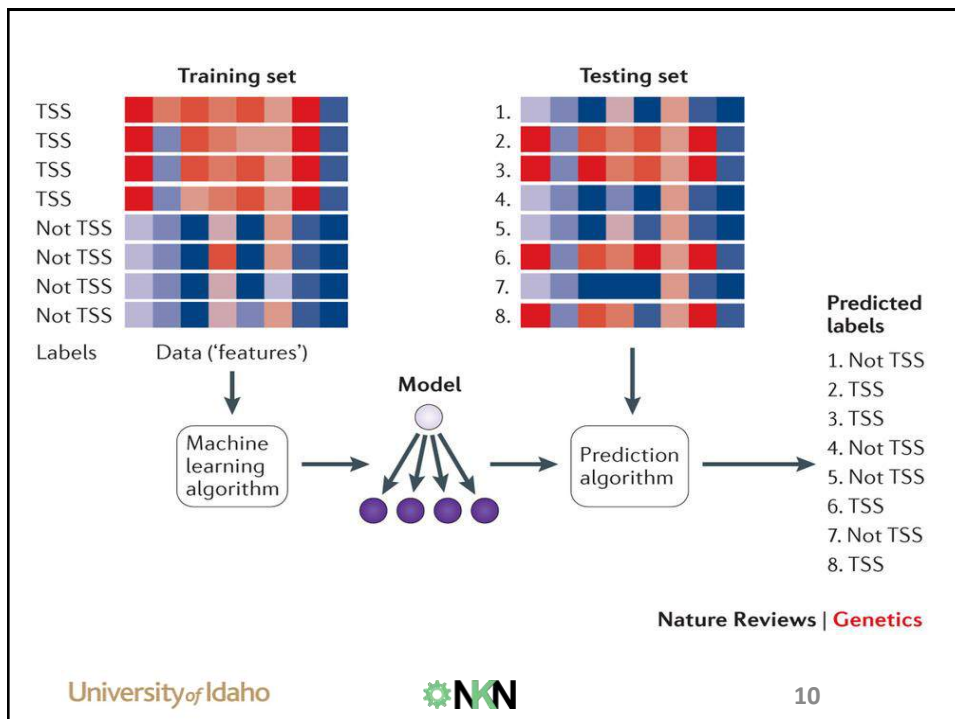 Training set
TSS
TSS
TSS
TSS
Not TSS
Not TSS
Not TSS
Not TSS
Labels
Data (‘features’)
Testing set
1.
2.
3.
4.
5.
6.
7.
8.
Machine
learning
algorithm
Model
Prediction
algorithm
Predicted
labels
1. Not TSS
2. TSS
3. TSS
4. Not TSS
5. Not TSS
6. TSS
7. Not TSS
8. TSS
Nature Reviews | Genetics
University of Idaho
NKN
10